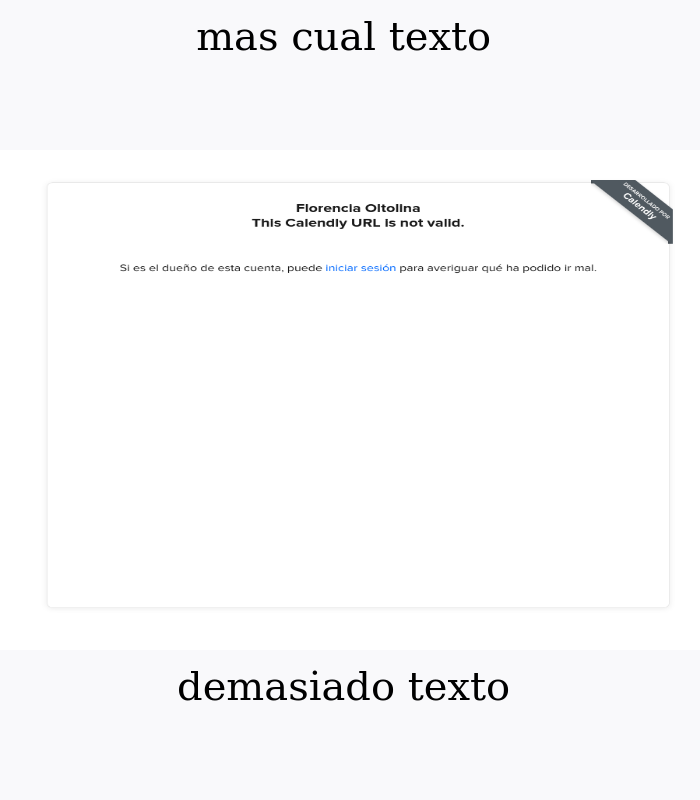 mas cual texto
DESARROLLADO POR
Calendly
Florencia Oltolina
This Calendly URL is not valid.
Si es el dueño de esta cuenta, puede iniciar sesión para averiguar qué ha podido ir mal.
demasiado texto